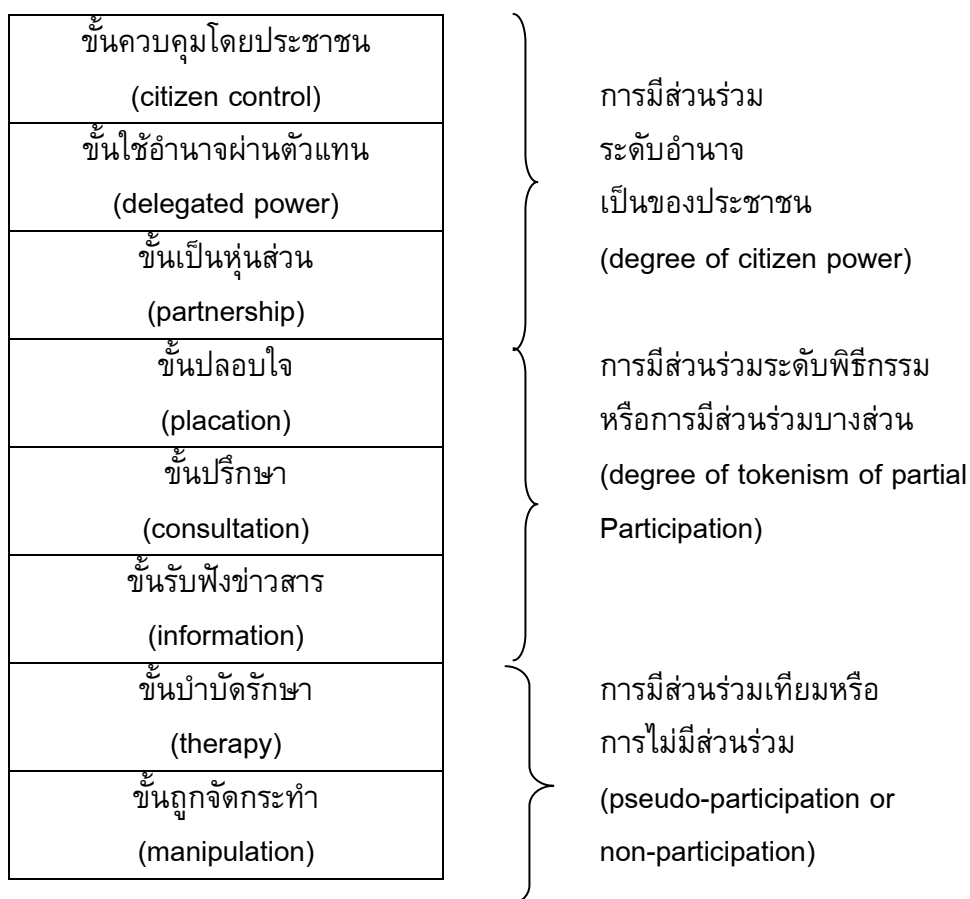 ขั้นควบคุมโดยประชาชน
(citizen control)
ขั้นใช้อำนาจผ่านตัวแทน
(delegated power)
ขั้นเป็นหุ่นส่วน
(partnership)
ขั้นปลอบใจ
(placation)
ขั้นปรึกษา
(consultation)
ขั้นรับฟังข่าวสาร
(information)
ขั้นบำบัดรักษา
(therapy)
ขั้นถูกจัดกระทำ
(manipulation)
การมีส่วนร่วม
ระดับอำนาจ
เป็นของประชาชน
(degree of citizen power)
การมีส่วนร่วมระดับพิธีกรรม
หรือการมีส่วนร่วมบางส่วน
(degree of tokenism of partial
Participation)
การมีส่วนร่วมเทียมหรือ
การไม่มีส่วนร่วม
(pseudo-participation or
non-participation)